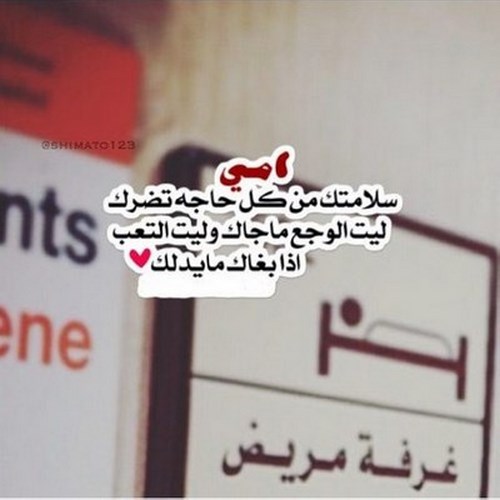 @SHIMATO123
امي
سلامتك من كل حاجه تضرك
ليت الوجع ماجاك وليت التعب
اذا بغاك مايدلك
nts
ene
غرفة مريض